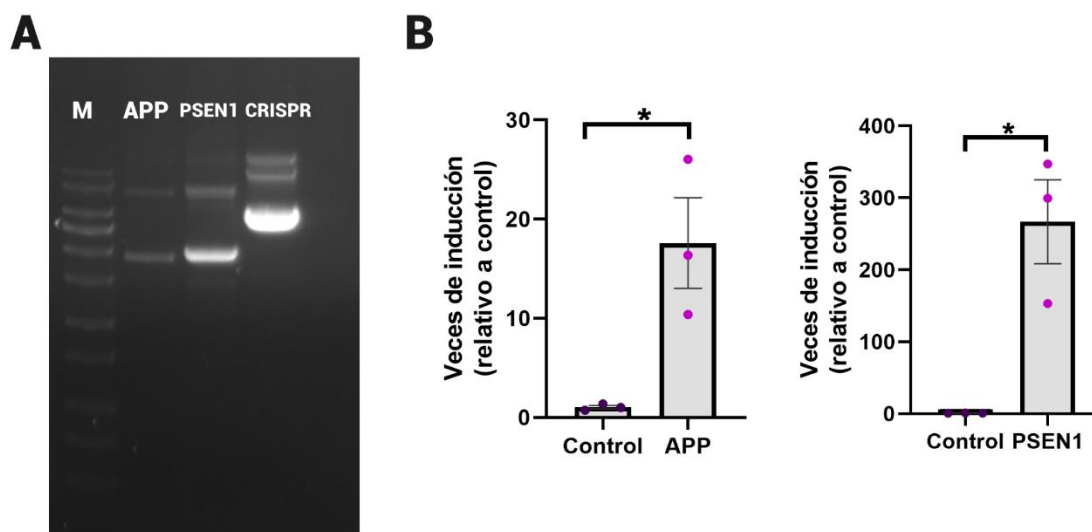 A
M APP PSEN1 CRISPR
B
Veces de inducción
(relativo a control)
30
20
10
0
*
Control APP
Veces de inducción
(relativo a control)
400
300
200
100
0
*
Control PSEN1